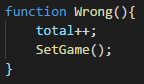 function Wrong(){
    total++;
    SetGame();
}